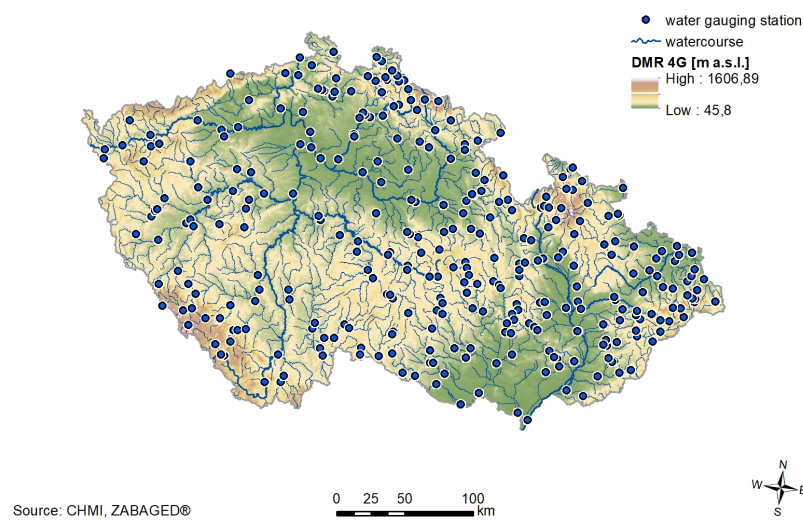 water gauging station
watercourse
DMR 4G [m a.s.l.]
High : 1606,89
Low : 45,8
N
W E
S
Source: CHMI, ZABAGED®
0 25 50 100
km